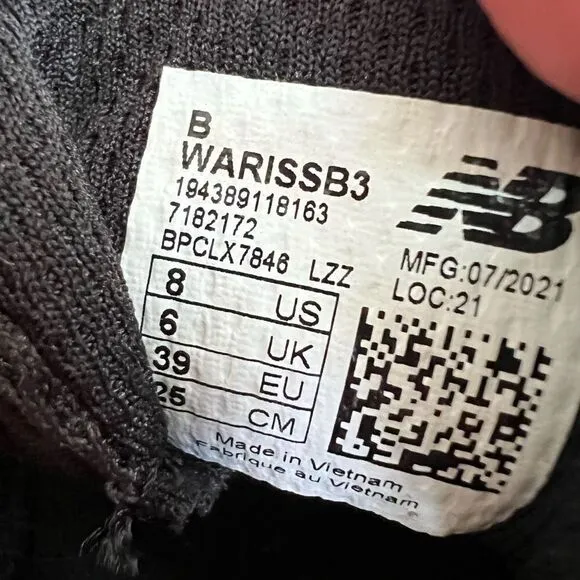 B
WARISSB3
194389118163
7182172
BPCLX7846 LZZ
NB
MFG:07/2021
LOC:21
8 US
6 UK
39 EU
25 CM
Made in Vietnam
Fabriqué au Vietnam